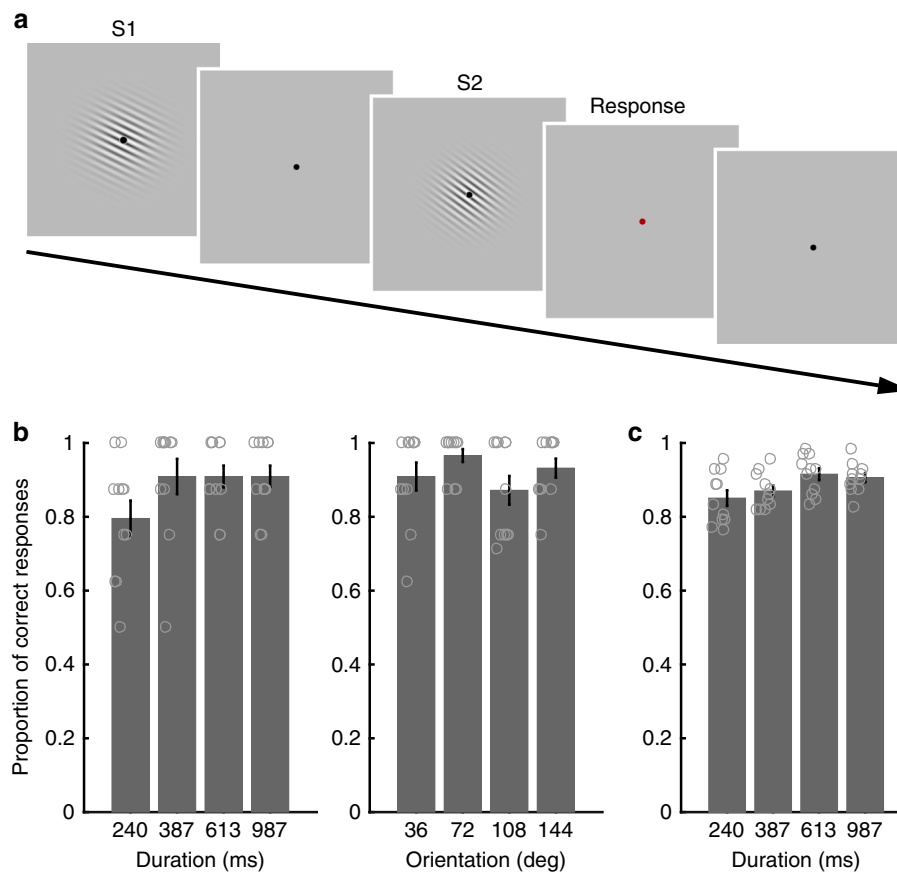 a
S1
S2
Response
b
c
Proportion of correct responses
1
0.8
0.6
0.4
0.2
0
240 387 613 987
Duration (ms)
1
0.8
0.6
0.4
0.2
0
36 72 108 144
Orientation (deg)
1
0.8
0.6
0.4
0.2
0
240 387 613 987
Duration (ms)